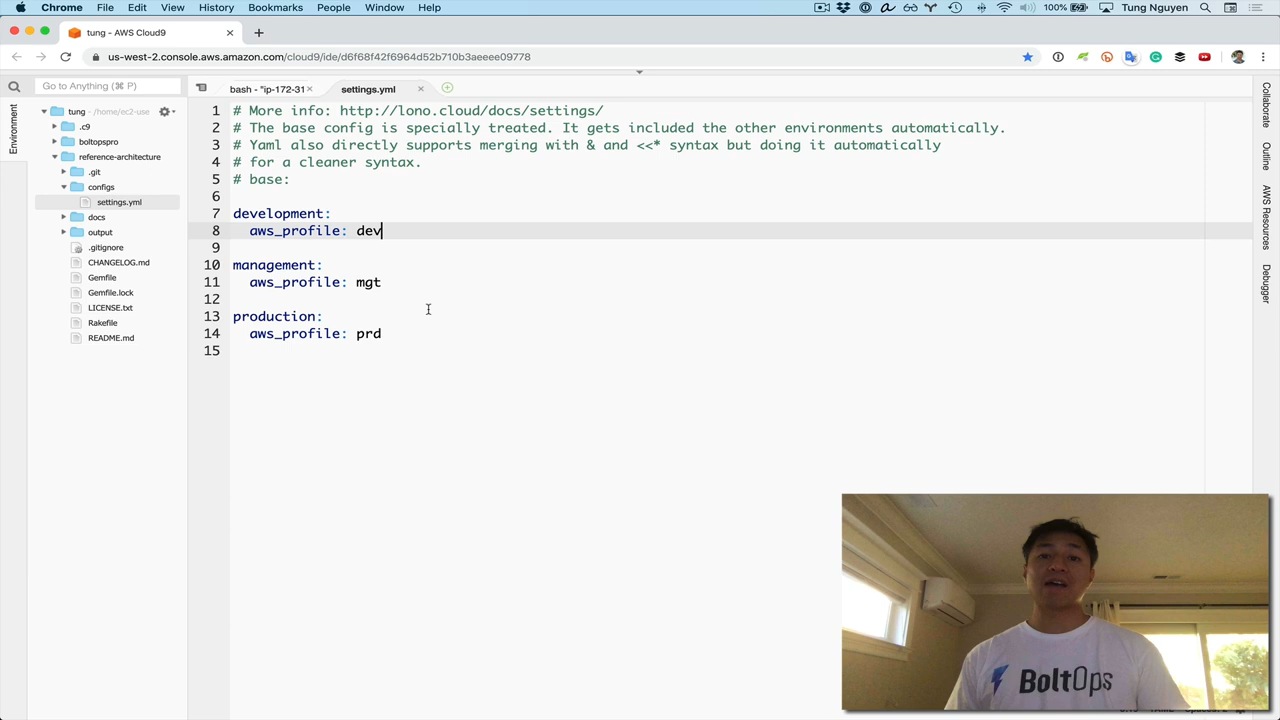 Chrome File Edit View History Bookmarks People Window Help 100% Tung Nguyen
tung - AWS Cloud9
us-west-2.console.aws.amazon.com/cloud9/ide/d6f68f42f6964d52b710b3aeeee09778
Go to Anything (⌘ P)
bash - "ip-172-31
settings.yml
Environment
tung - /home/ec2-use
.c9
boltopspro
reference-architecture
.git
configs
settings.yml
docs
output
.gitignore
CHANGELOG.md
Gemfile
Gemfile.lock
LICENSE.txt
Rakefile
README.md
1 # More info: http://lono.cloud/docs/settings/
2 # The base config is specially treated. It gets included the other environments automatically.
3 # Yaml also directly supports merging with & and <<* syntax but doing it automatically
4 # for a cleaner syntax.
5 # base:
6
7 development:
8 aws_profile: dev
9
10 management:
11 aws_profile: mgt
12
13 production:
14 aws_profile: prd
15
Collaborate
Outline
AWS Resources
Debugger
BoltOps